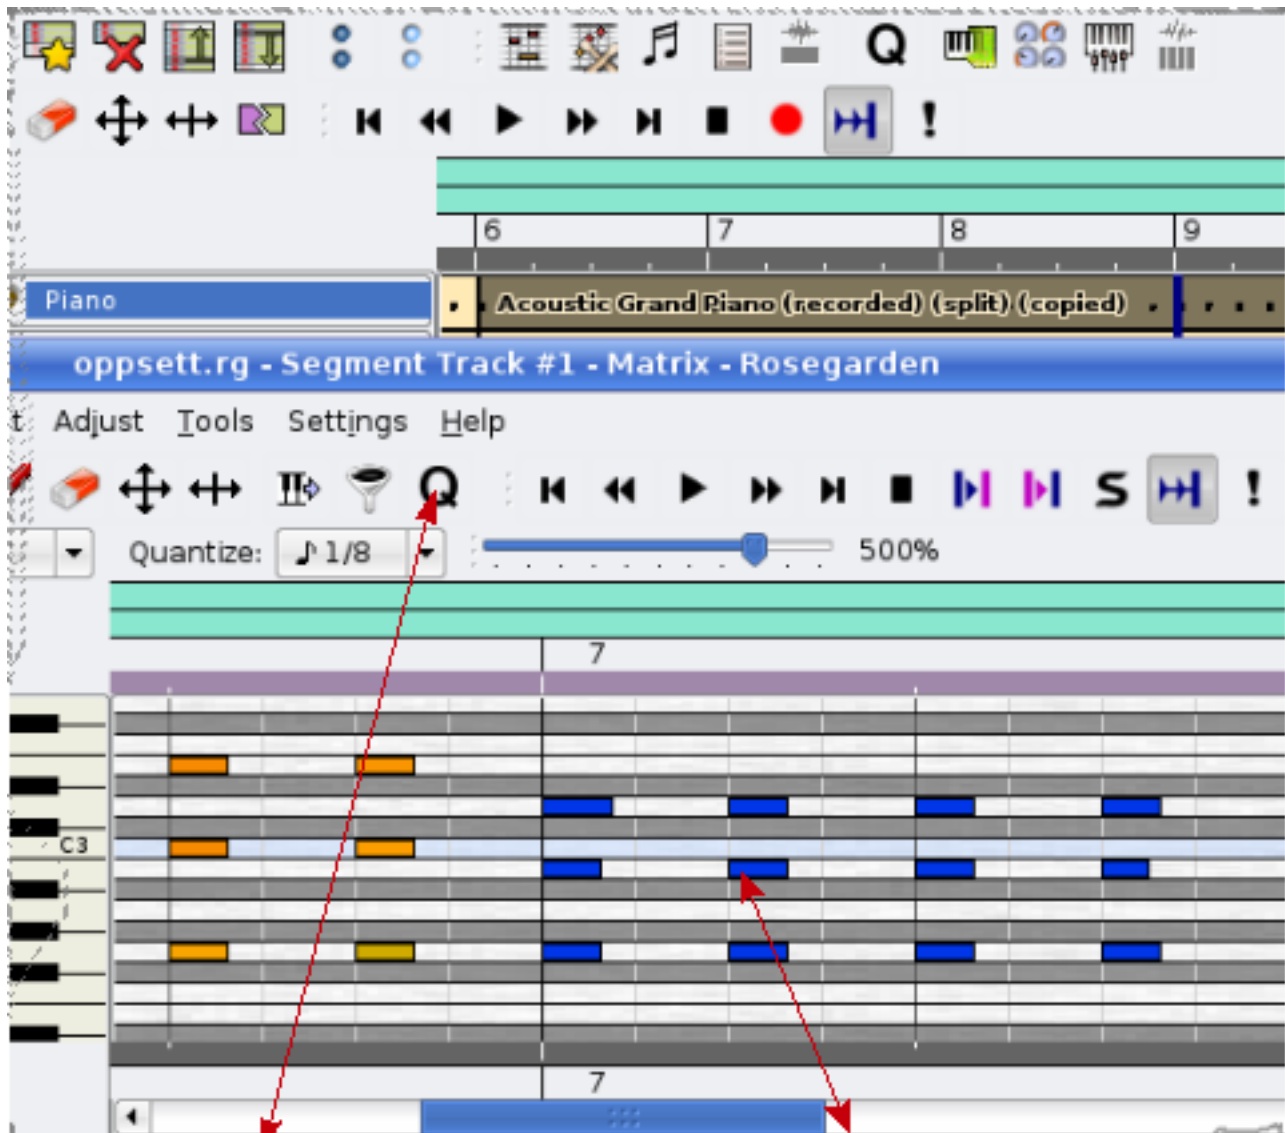 Q
!
6 7 8 9
Piano
Acoustic Grand Piano (recorded) (split) (copied)
oppsett.rg - Segment Track #1 - Matrix - Rosegarden
t Adjust Tools Settings Help
Q S !
Quantize: 1/8 500%
7
C3
7